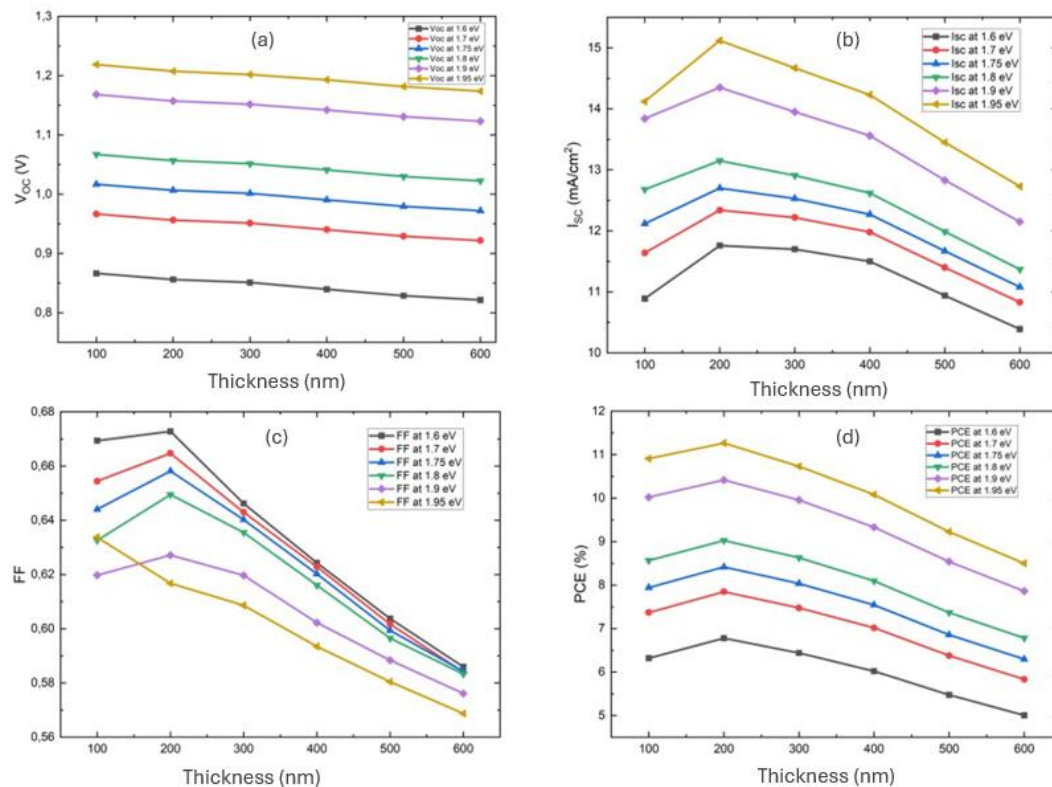 (a)
1,3
1,2
1,1
1,0
0,9
0,8
V_OC (V)
Voc at 1.6 eV
Voc at 1.7 eV
Voc at 1.75 eV
Voc at 1.8 eV
Voc at 1.9 eV
Voc at 1.95 eV
100 200 300 400 500 600
Thickness (nm)
(b)
15
14
13
12
11
10
I_SC (mA/cm²)
Isc at 1.6 eV
Isc at 1.7 eV
Isc at 1.75 eV
Isc at 1.8 eV
Isc at 1.9 eV
Isc at 1.95 eV
100 200 300 400 500 600
Thickness (nm)
(c)
0,68
0,66
0,64
0,62
0,60
0,58
0,56
FF
FF at 1.6 eV
FF at 1.7 eV
FF at 1.75 eV
FF at 1.8 eV
FF at 1.9 eV
FF at 1.95 eV
100 200 300 400 500 600
Thickness (nm)
(d)
12
11
10
9
8
7
6
5
PCE (%)
PCE at 1.6 eV
PCE at 1.7 eV
PCE at 1.75 eV
PCE at 1.8 eV
PCE at 1.9 eV
PCE at 1.95 eV
100 200 300 400 500 600
Thickness (nm)